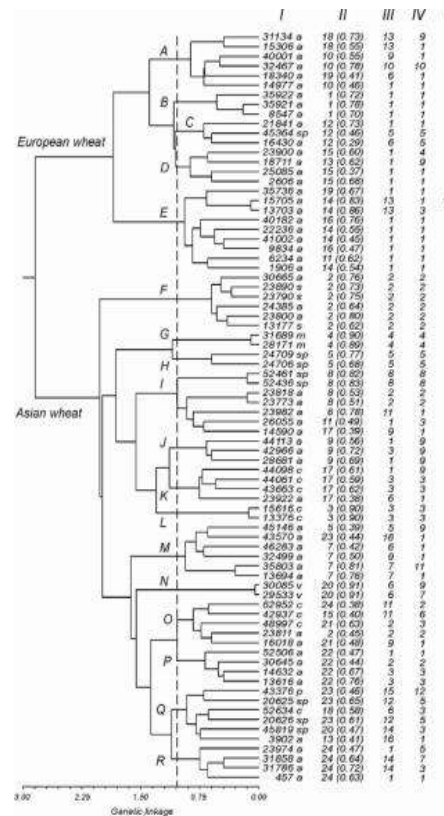 I II III IV
31134 a 18 (0.73) 13 9
15306 a 18 (0.55) 13 1
40001 a 10 (0.55) 9 1
32467 a 10 (0.78) 10 10
18340 a 19 (0.41) 6 1
14977 a 10 (0.46) 1 1
35922 a 1 (0.72) 1 1
35921 a 1 (0.76) 1 1
8547 a 1 (0.70) 1 1
21841 a 12 (0.73) 1 1
45364 sp 12 (0.46) 5 5
16430 a 12 (0.29) 6 5
23900 a 15 (0.60) 1 4
18711 a 13 (0.62) 1 9
25085 a 15 (0.37) 1 1
2606 a 15 (0.68) 1 1
35736 a 19 (0.67) 1 1
15705 a 14 (0.83) 13 1
13703 a 14 (0.86) 13 3
40182 a 16 (0.76) 1 1
22236 a 14 (0.55) 1 1
41002 a 14 (0.45) 1 1
9834 a 16 (0.47) 1 1
6234 a 11 (0.62) 1 1
1906 a 14 (0.54) 1 1
30665 a 2 (0.76) 2 2
23890 s 2 (0.73) 2 2
23790 s 2 (0.75) 2 2
24385 a 2 (0.64) 2 2
23800 a 2 (0.80) 2 2
13177 s 2 (0.62) 2 2
31689 m 4 (0.90) 4 4
28171 m 4 (0.89) 4 4
24709 sp 5 (0.77) 5 5
24706 sp 5 (0.68) 5 5
52461 sp 8 (0.82) 8 8
52436 sp 8 (0.83) 8 8
23818 a 8 (0.53) 2 2
23773 a 8 (0.51) 2 2
23982 a 6 (0.78) 11 1
26055 a 11 (0.49) 1 3
14590 a 17 (0.39) 9 1
44113 a 9 (0.56) 1 9
42966 a 9 (0.72) 3 9
28681 a 9 (0.69) 1 9
44098 c 17 (0.61) 1 9
44061 c 17 (0.59) 3 3
43663 c 17 (0.62) 3 3
23922 a 17 (0.38) 6 1
15616 c 3 (0.90) 3 3
13376 c 3 (0.90) 3 3
45146 a 5 (0.39) 5 9
43570 a 23 (0.44) 16 1
46283 a 7 (0.42) 6 1
32499 a 7 (0.50) 9 1
35803 a 7 (0.81) 7 11
13694 a 7 (0.76) 7 1
30085 v 20 (0.91) 6 9
29533 v 20 (0.91) 6 7
62952 c 24 (0.38) 11 2
42937 c 15 (0.40) 11 6
48997 c 21 (0.63) 2 3
23811 a 2 (0.45) 2 2
16018 a 21 (0.48) 9 1
52506 a 22 (0.47) 1 1
30645 a 22 (0.44) 2 2
14632 a 22 (0.67) 3 3
13616 a 22 (0.76) 3 3
43376 p 23 (0.46) 15 12
20625 sp 23 (0.65) 12 5
52634 c 18 (0.58) 6 3
20626 sp 23 (0.61) 12 5
45819 sp 20 (0.47) 14 3
3902 a 13 (0.41) 16 1
23974 a 24 (0.47) 1 5
31858 a 24 (0.64) 14 7
31786 a 24 (0.72) 14 3
457 a 24 (0.63) 1 1
A
B
C
European wheat
D
E
F
G
H
I
Asian wheat
J
K
L
M
N
O
P
Q
R
3.00 2.29 1.50 0.79 0.00
Genetic linkage